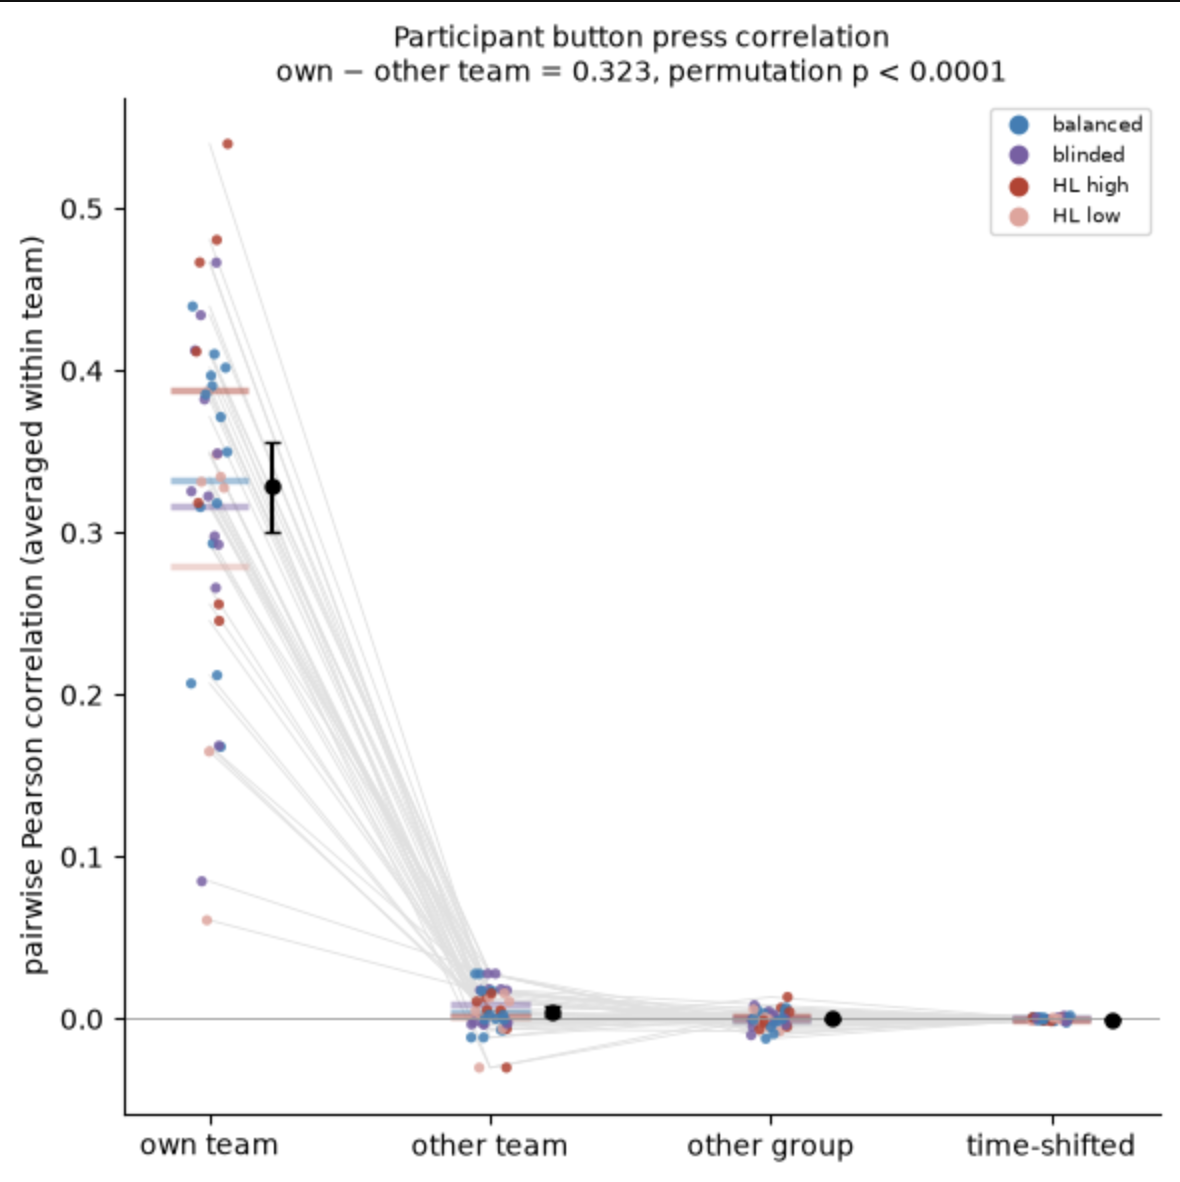 Participant button press correlation
own − other team = 0.323, permutation p < 0.0001
balanced
blinded
HL high
HL low
pairwise Pearson correlation (averaged within team)
0.5
0.4
0.3
0.2
0.1
0.0
own team
other team
other group
time-shifted